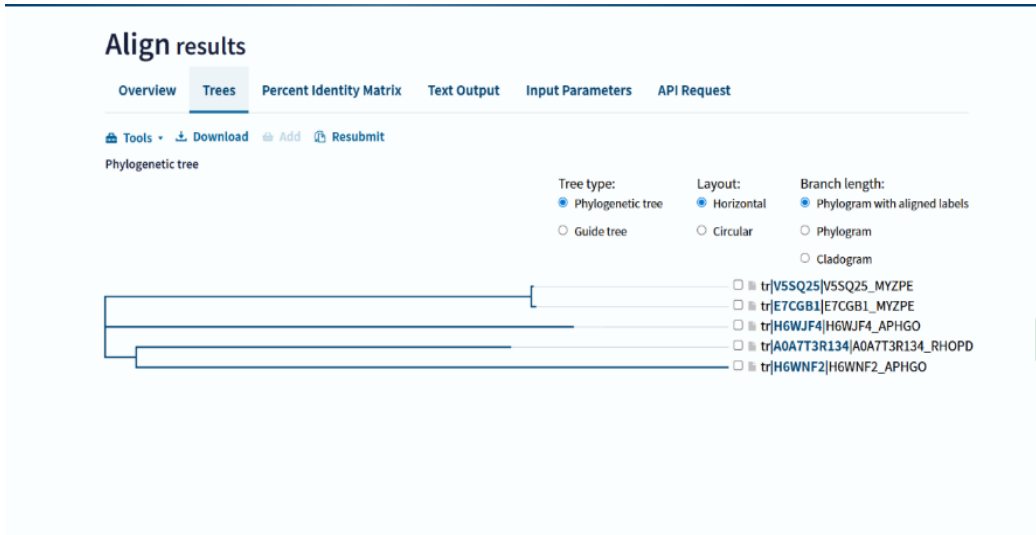 Align results
Overview Trees Percent Identity Matrix Text Output Input Parameters API Request
Tools Download Add Resubmit
Phylogenetic tree
Tree type: Layout: Branch length:
Phylogenetic tree Horizontal Phylogram with aligned labels
Guide tree Circular Phylogram
Cladogram
tr|V5SQ25|V5SQ25_MYZPE
tr|E7CGB1|E7CGB1_MYZPE
tr|H6WJF4|H6WJF4_APHGO
tr|A0A7T3R134|A0A7T3R134_RHOPD
tr|H6WNF2|H6WNF2_APHGO